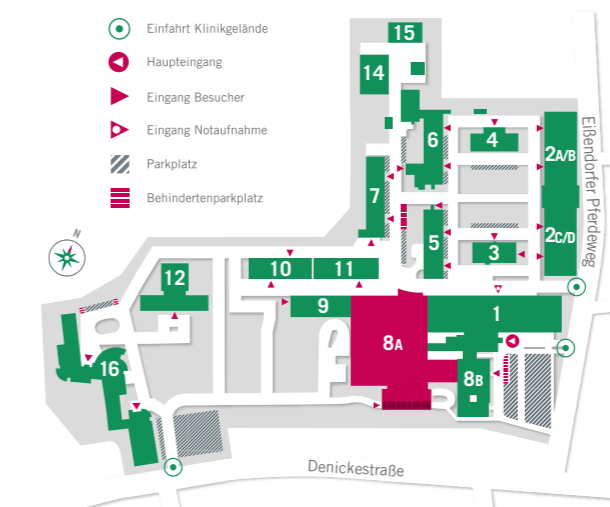 Einfahrt Klinikgelände
Haupteingang
Eingang Besucher
Eingang Notaufnahme
Parkplatz
Behindertenparkplatz
N
15
14
6
4
2A/B
Eißendorfer Pferdeweg
7
5
2C/D
3
12
10
11
9
1
8A
16
8B
Denickestraße